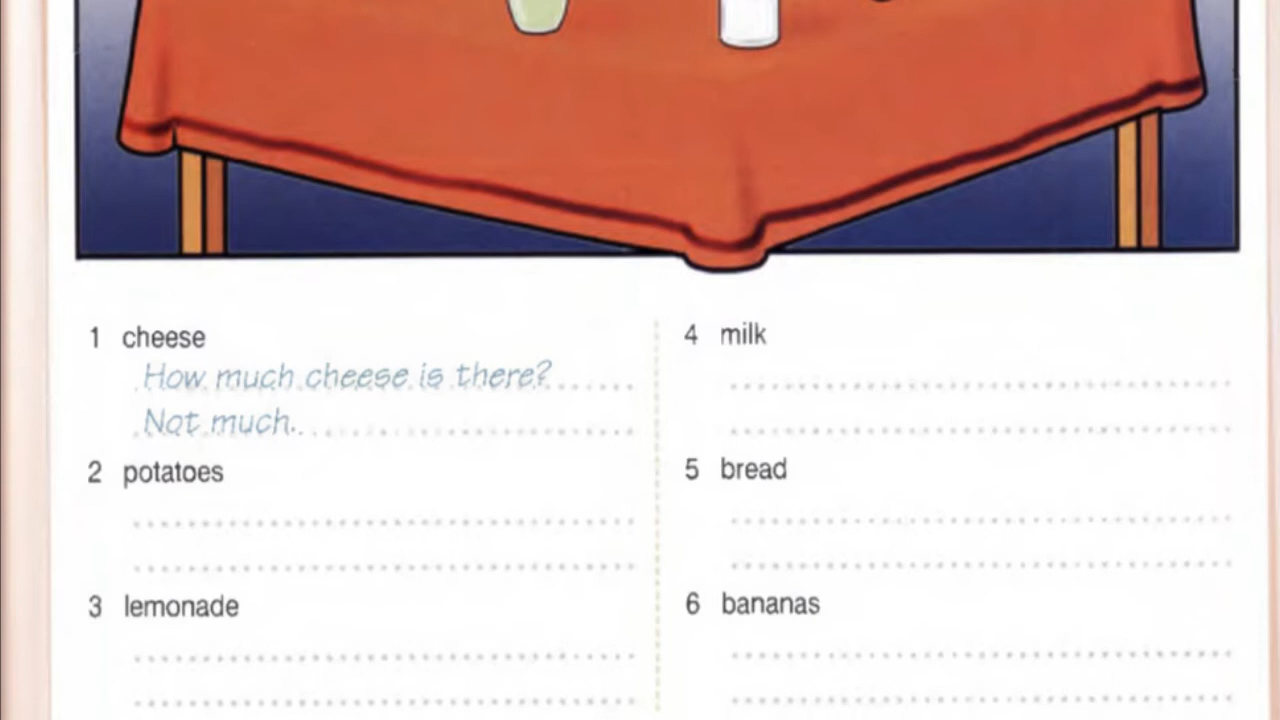 1 cheese
How much cheese is there?
Not much.
2 potatoes
3 lemonade
4 milk
5 bread
6 bananas